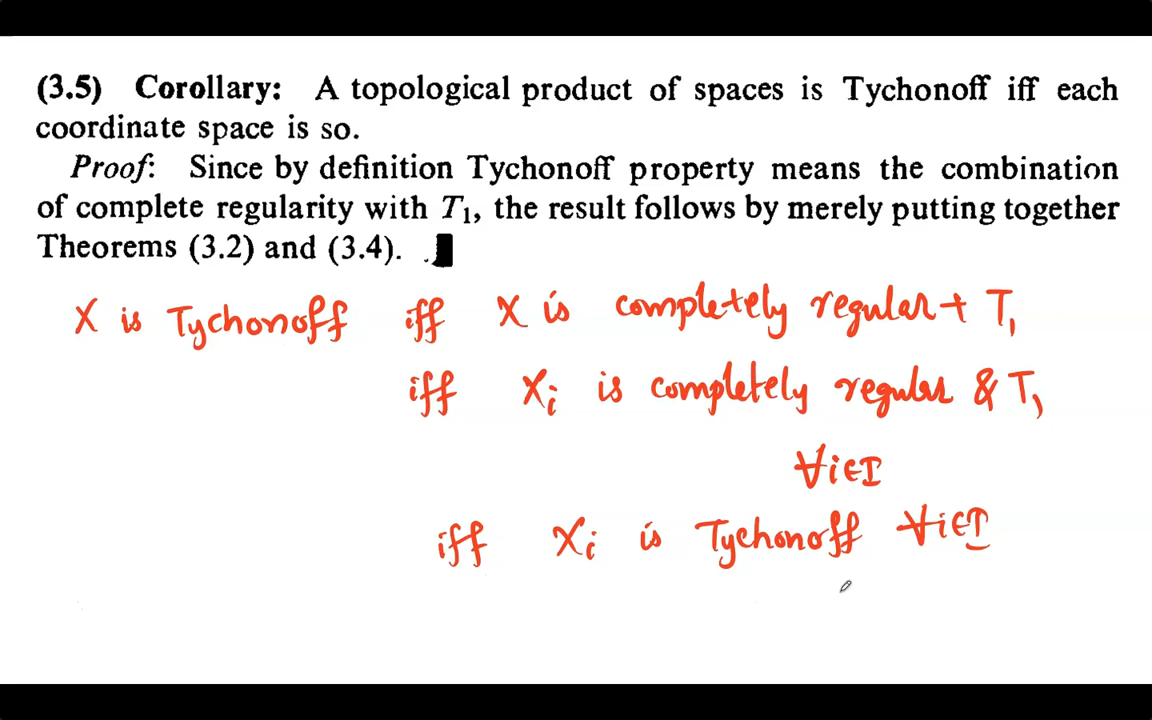 (3.5) Corollary: A topological product of spaces is Tychonoff iff each
coordinate space is so.
Proof: Since by definition Tychonoff property means the combination
of complete regularity with T₁, the result follows by merely putting together
Theorems (3.2) and (3.4).
X is Tychonoff iff X is completely regular + T₁
iff Xᵢ is completely regular & T₁
∀i∈I
iff Xᵢ is Tychonoff ∀i∈I